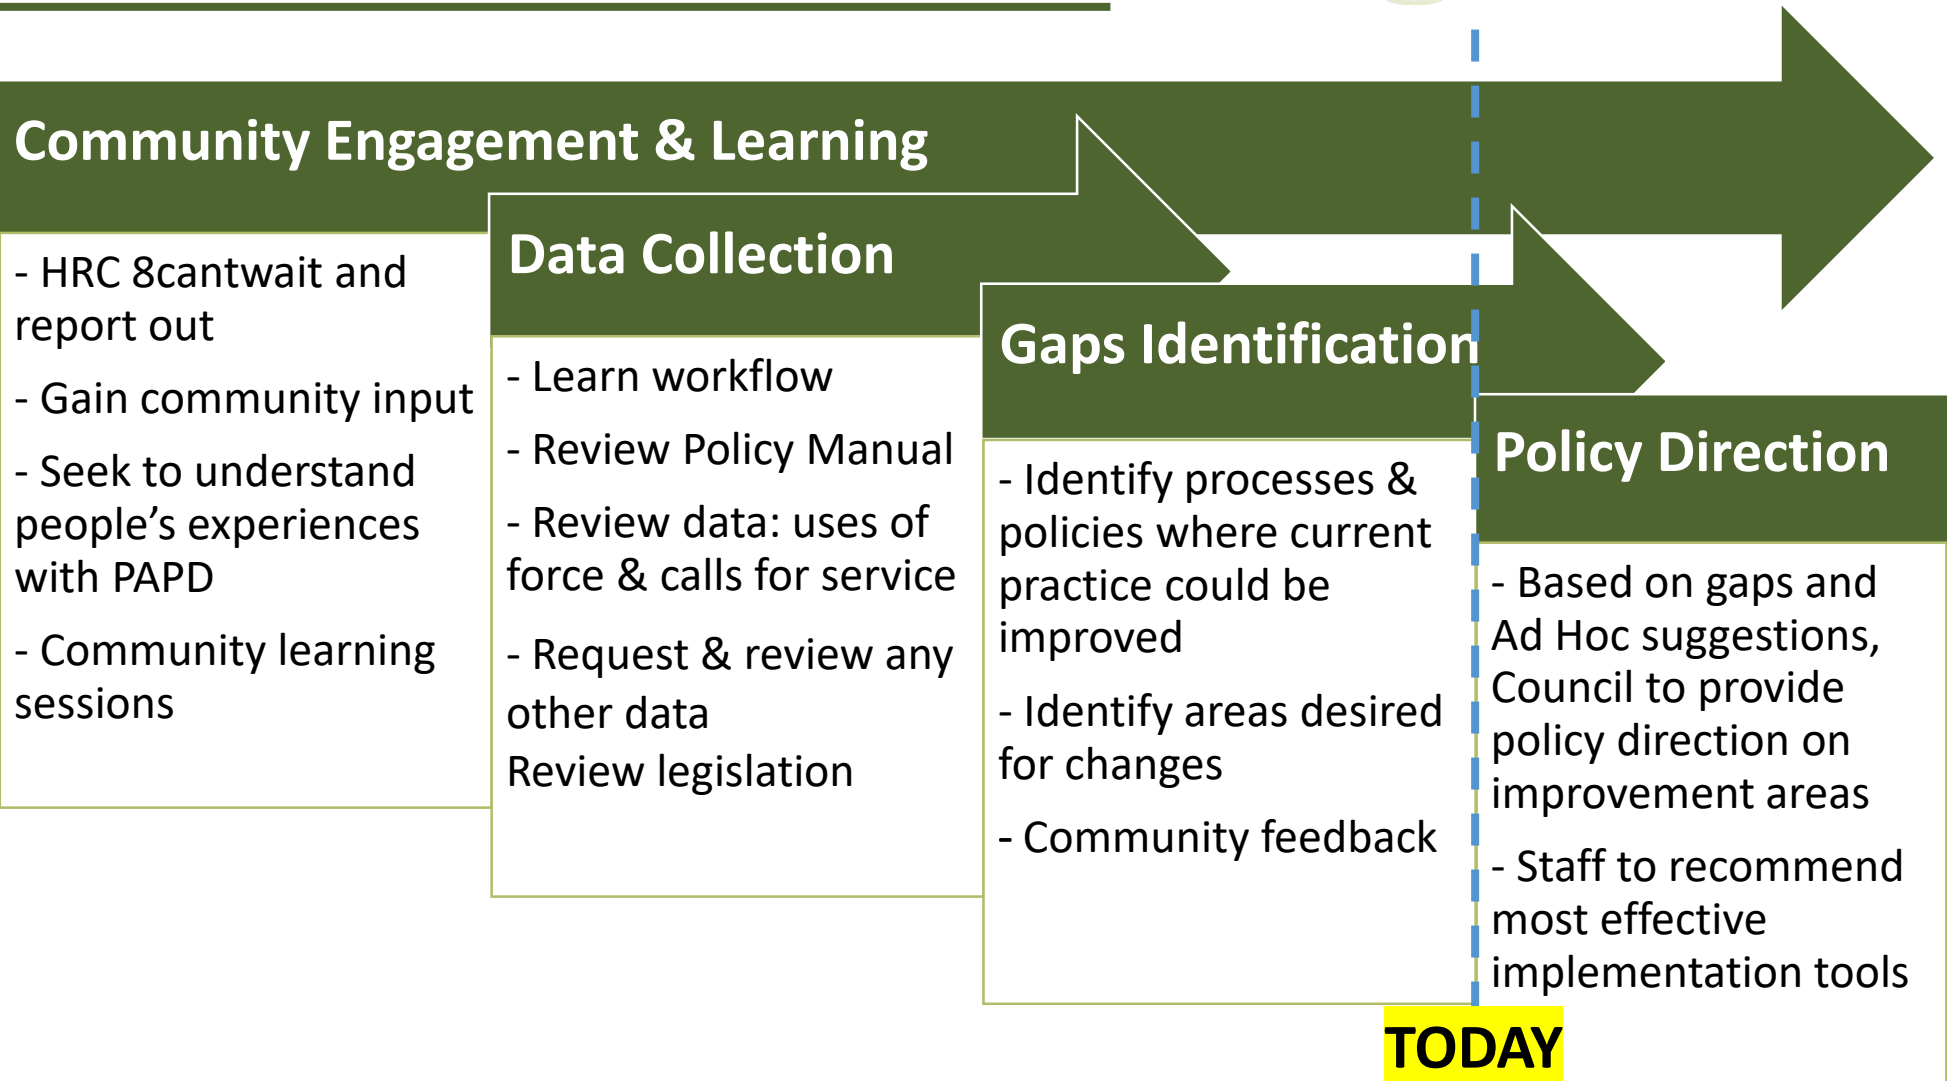 Community Engagement & Learning
- HRC 8cantwait and
report out
- Gain community input
- Seek to understand
people’s experiences
with PAPD
- Community learning
sessions
Data Collection
- Learn workflow
- Review Policy Manual
- Review data: uses of
force & calls for service
- Request & review any
other data
Review legislation
Gaps Identification
- Identify processes &
policies where current
practice could be
improved
- Identify areas desired
for changes
- Community feedback
Policy Direction
- Based on gaps and
Ad Hoc suggestions,
Council to provide
policy direction on
improvement areas
- Staff to recommend
most effective
implementation tools
TODAY